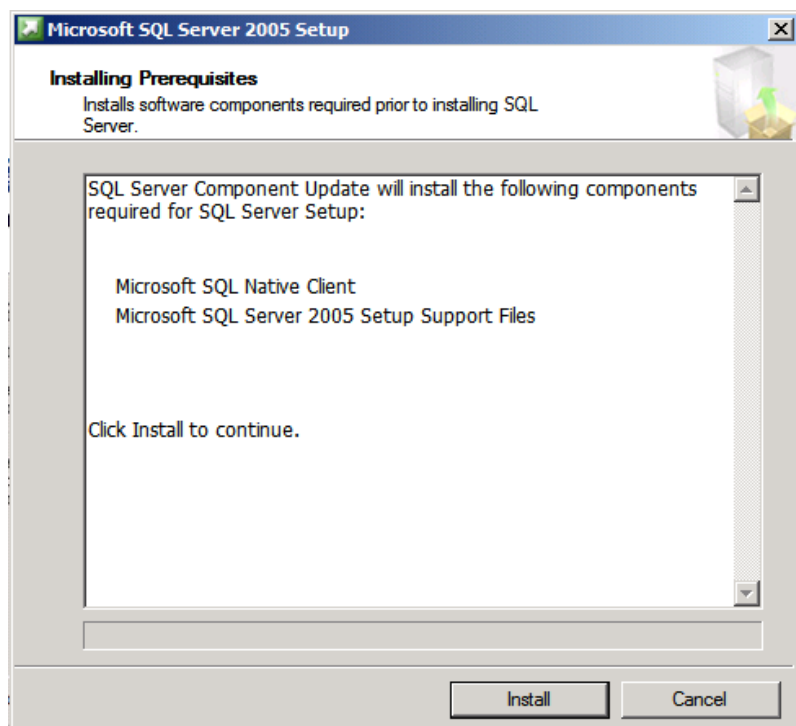 Microsoft SQL Server 2005 Setup
Installing Prerequisites
Installs software components required prior to installing SQL
Server.
SQL Server Component Update will install the following components
required for SQL Server Setup:
Microsoft SQL Native Client
Microsoft SQL Server 2005 Setup Support Files
Click Install to continue.
Install
Cancel